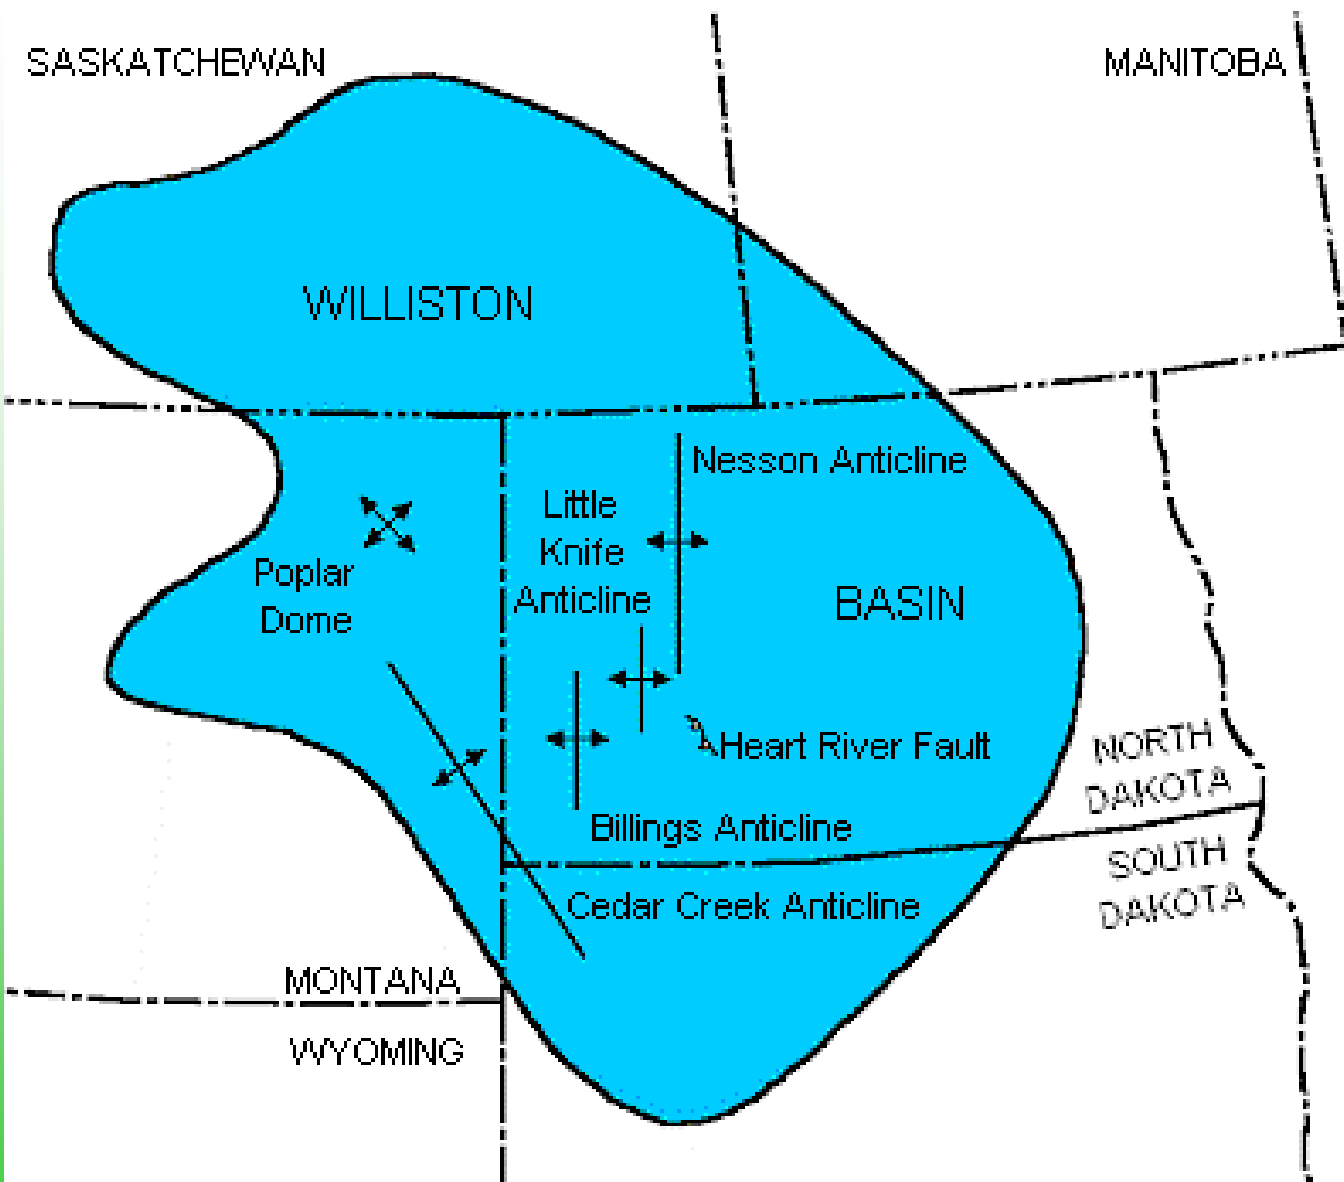 SASKATCHEWAN
MANITOBA
WILLISTON
Nesson Anticline
Little
Knife
Anticline
Poplar
Dome
BASIN
Heart River Fault
NORTH
DAKOTA
Billings Anticline
SOUTH
DAKOTA
Cedar Creek Anticline
MONTANA
WYOMING